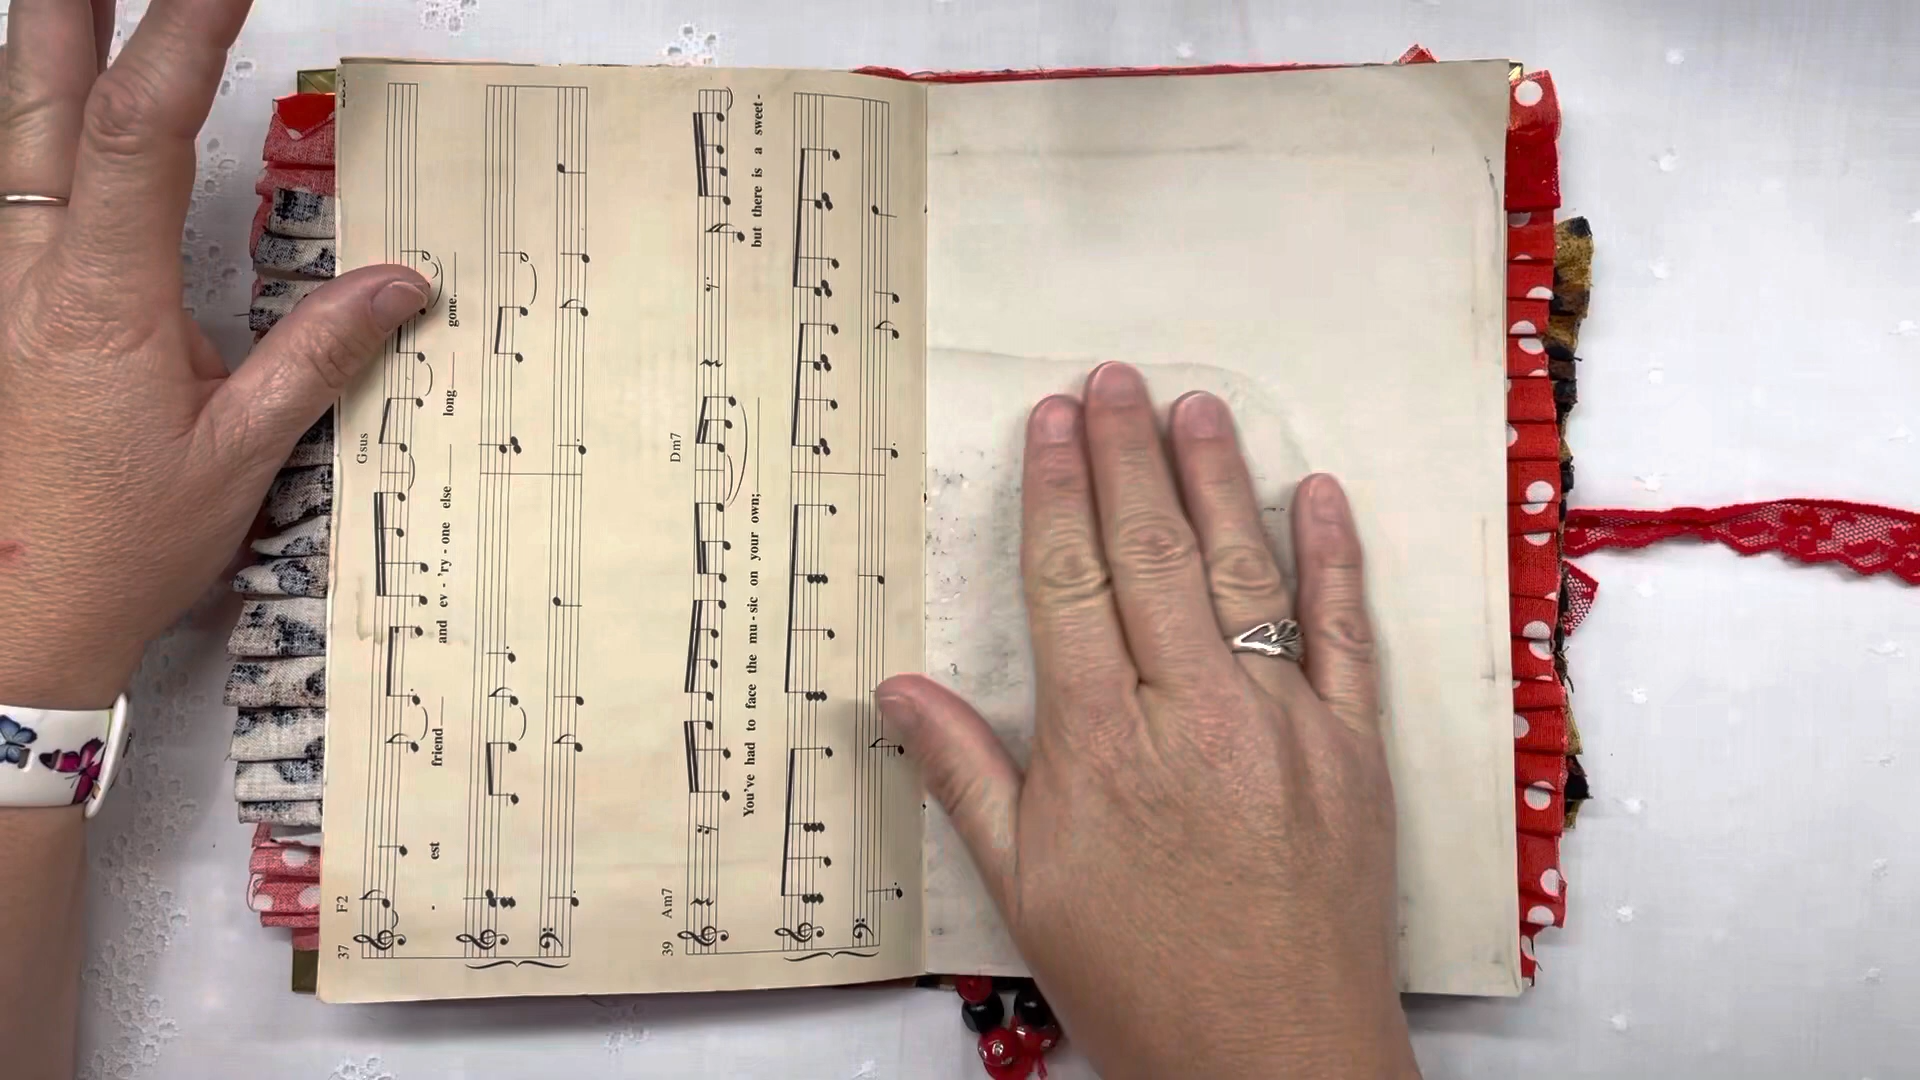 37 F2 Gsus
- est friend and ev - 'ry - one else long gone.
39 Am7 Dm7
You've had to face the mu - sic on your own; but there is a sweet -